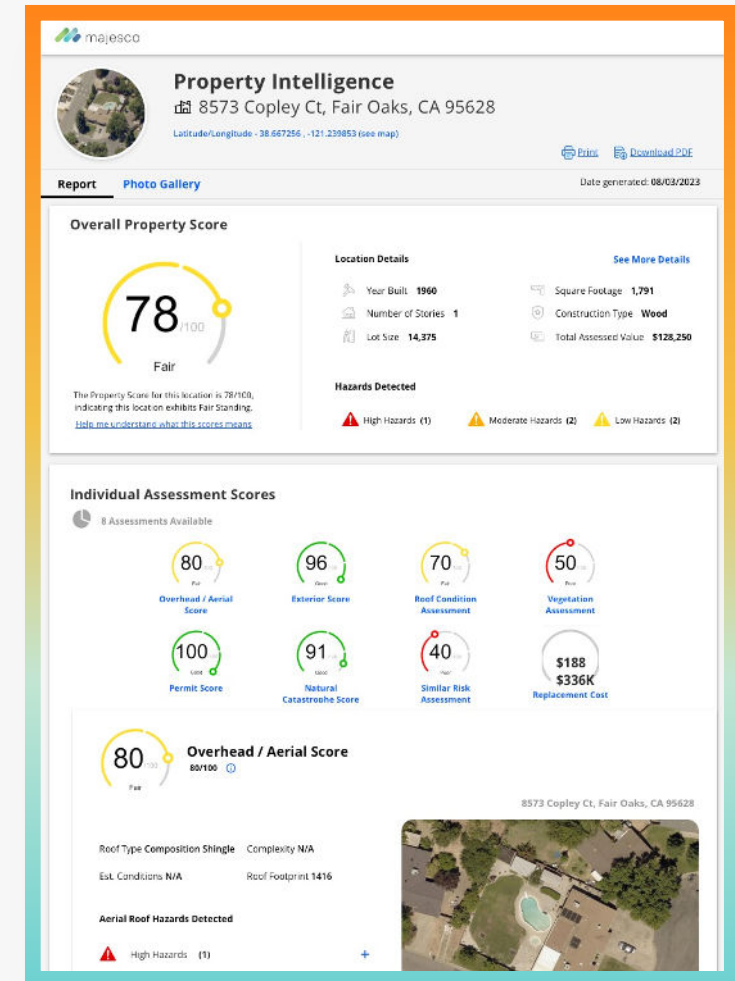 majesco
Property Intelligence
8573 Copley Ct, Fair Oaks, CA 95628
Latitude/Longitude - 38.667256 , -121.239853 (see map)
Print Download PDF
Report Photo Gallery Date generated: 08/03/2023
Overall Property Score
78 /100
Fair
The Property Score for this location is 78/100,
indicating this location exhibits Fair Standing.
Help me understand what this scores means
Location Details See More Details
Year Built 1960 Square Footage 1,791
Number of Stories 1 Construction Type Wood
Lot Size 14,375 Total Assessed Value $128,250
Hazards Detected
High Hazards (1) Moderate Hazards (2) Low Hazards (2)
Individual Assessment Scores
8 Assessments Available
80 96 70 50
Fair Good Fair Poor
Overhead / Aerial Exterior Score Roof Condition Vegetation
Score Assessment Assessment
100 91 40 $188
Good Good Poor $336K
Permit Score Natural Similar Risk Replacement Cost
Catastrophe Score Assessment
80 /100
Fair
Overhead / Aerial Score
80/100
8573 Copley Ct, Fair Oaks, CA 95628
Roof Type Composition Shingle Complexity N/A
Est. Conditions N/A Roof Footprint 1416
Aerial Roof Hazards Detected
High Hazards (1) +